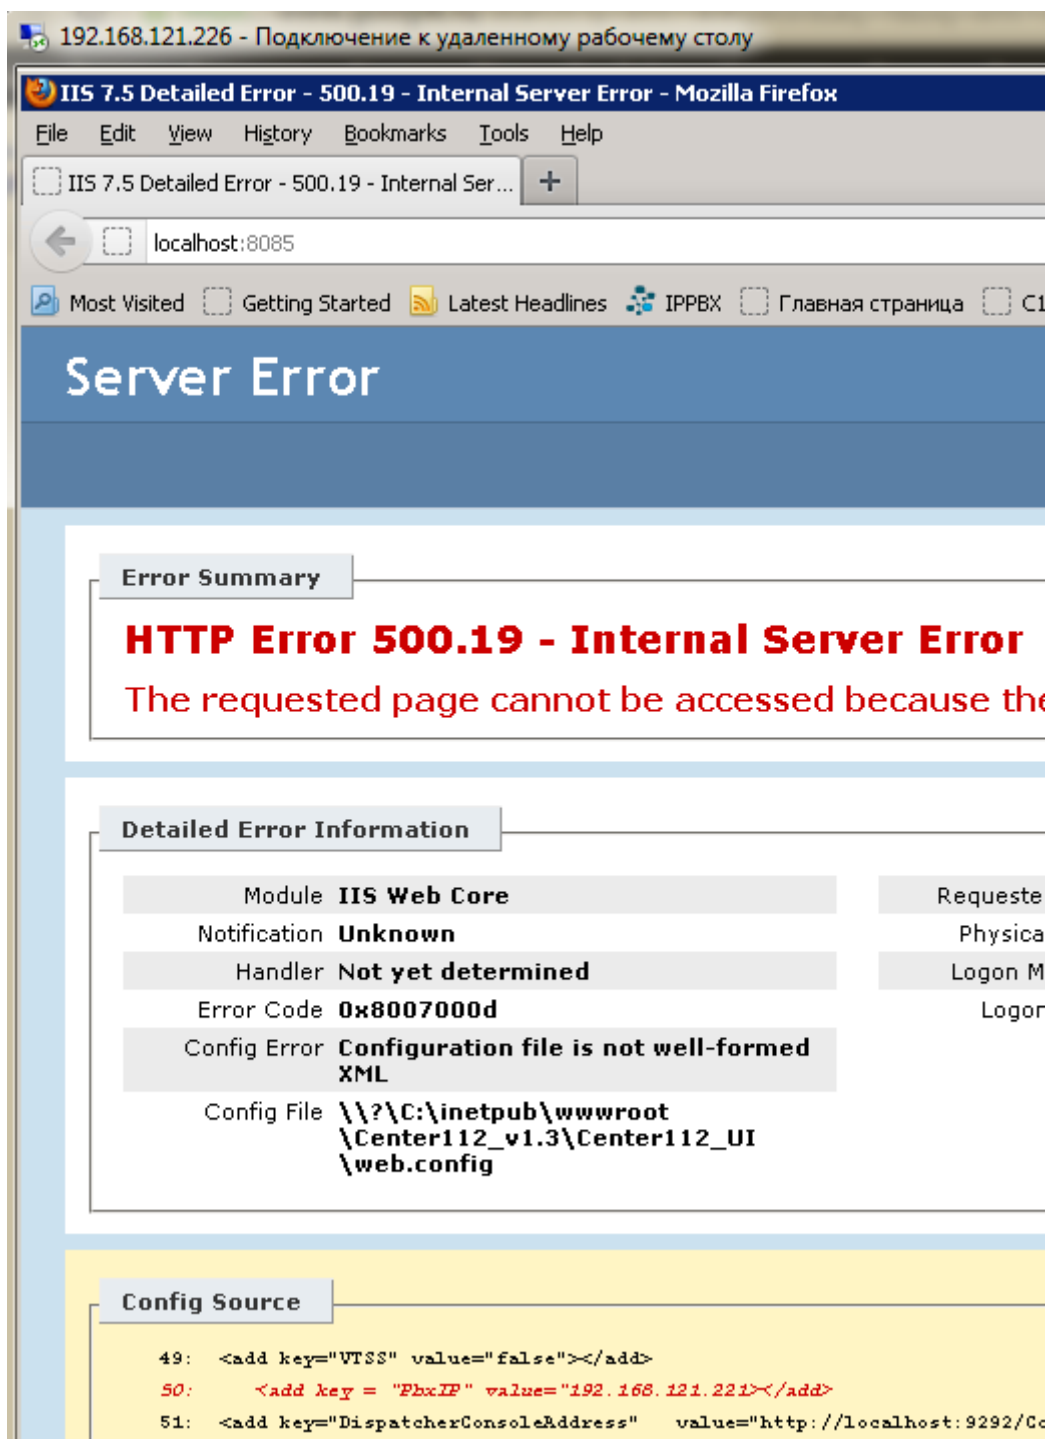 192.168.121.226 - Подключение к удаленному рабочему столу
IIS 7.5 Detailed Error - 500.19 - Internal Server Error - Mozilla Firefox
File Edit View History Bookmarks Tools Help
IIS 7.5 Detailed Error - 500.19 - Internal Ser... +
localhost:8085
Most Visited Getting Started Latest Headlines IPPBX Главная страница C1
Server Error
Error Summary
HTTP Error 500.19 - Internal Server Error
The requested page cannot be accessed because the
Detailed Error Information
Module IIS Web Core Requeste
Notification Unknown Physica
Handler Not yet determined Logon M
Error Code 0x8007000d Logon
Config Error Configuration file is not well-formed
XML
Config File \\?\C:\inetpub\wwwroot
\Center112_v1.3\Center112_UI
\web.config
Config Source
49: <add key="VTSS" value="false"></add>
50: <add key = "PbxIP" value="192.168.121.221></add>
51: <add key="DispatcherConsoleAddress" value="http://localhost:9292/Co